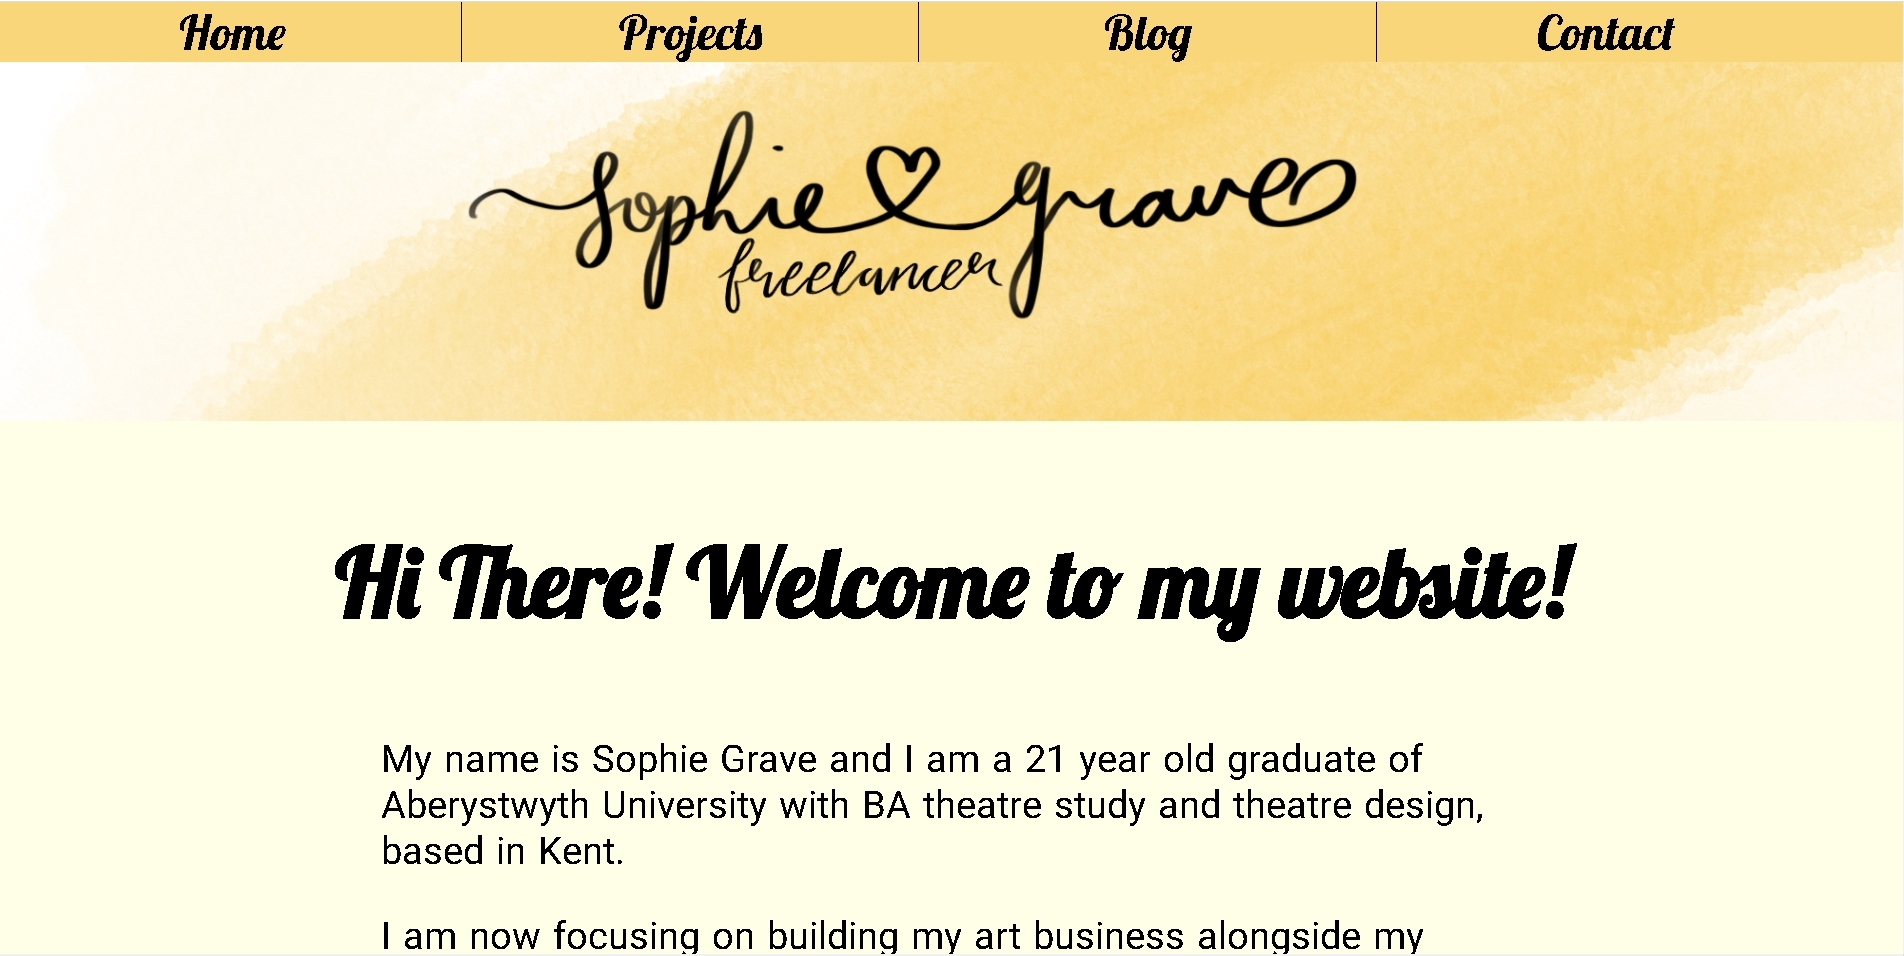 Home Projects Blog Contact
Sophie grave
freelancer
Hi There! Welcome to my website!
My name is Sophie Grave and I am a 21 year old graduate of
Aberystwyth University with BA theatre study and theatre design,
based in Kent.
I am now focusing on building my art business alongside my